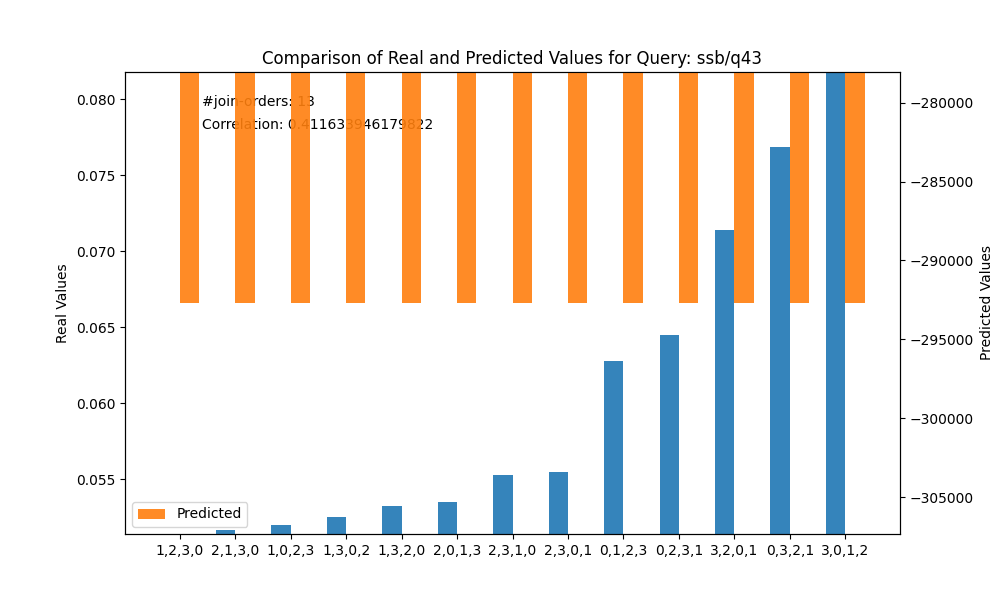 Comparison of Real and Predicted Values for Query: ssb/q43
#join-orders: 13
Correlation: 0.411633946179822
Real Values
0.080
0.075
0.070
0.065
0.060
0.055
Predicted Values
−280000
−285000
−290000
−295000
−300000
−305000
Predicted
1,2,3,0 2,1,3,0 1,0,2,3 1,3,0,2 1,3,2,0 2,0,1,3 2,3,1,0 2,3,0,1 0,1,2,3 0,2,3,1 3,2,0,1 0,3,2,1 3,0,1,2